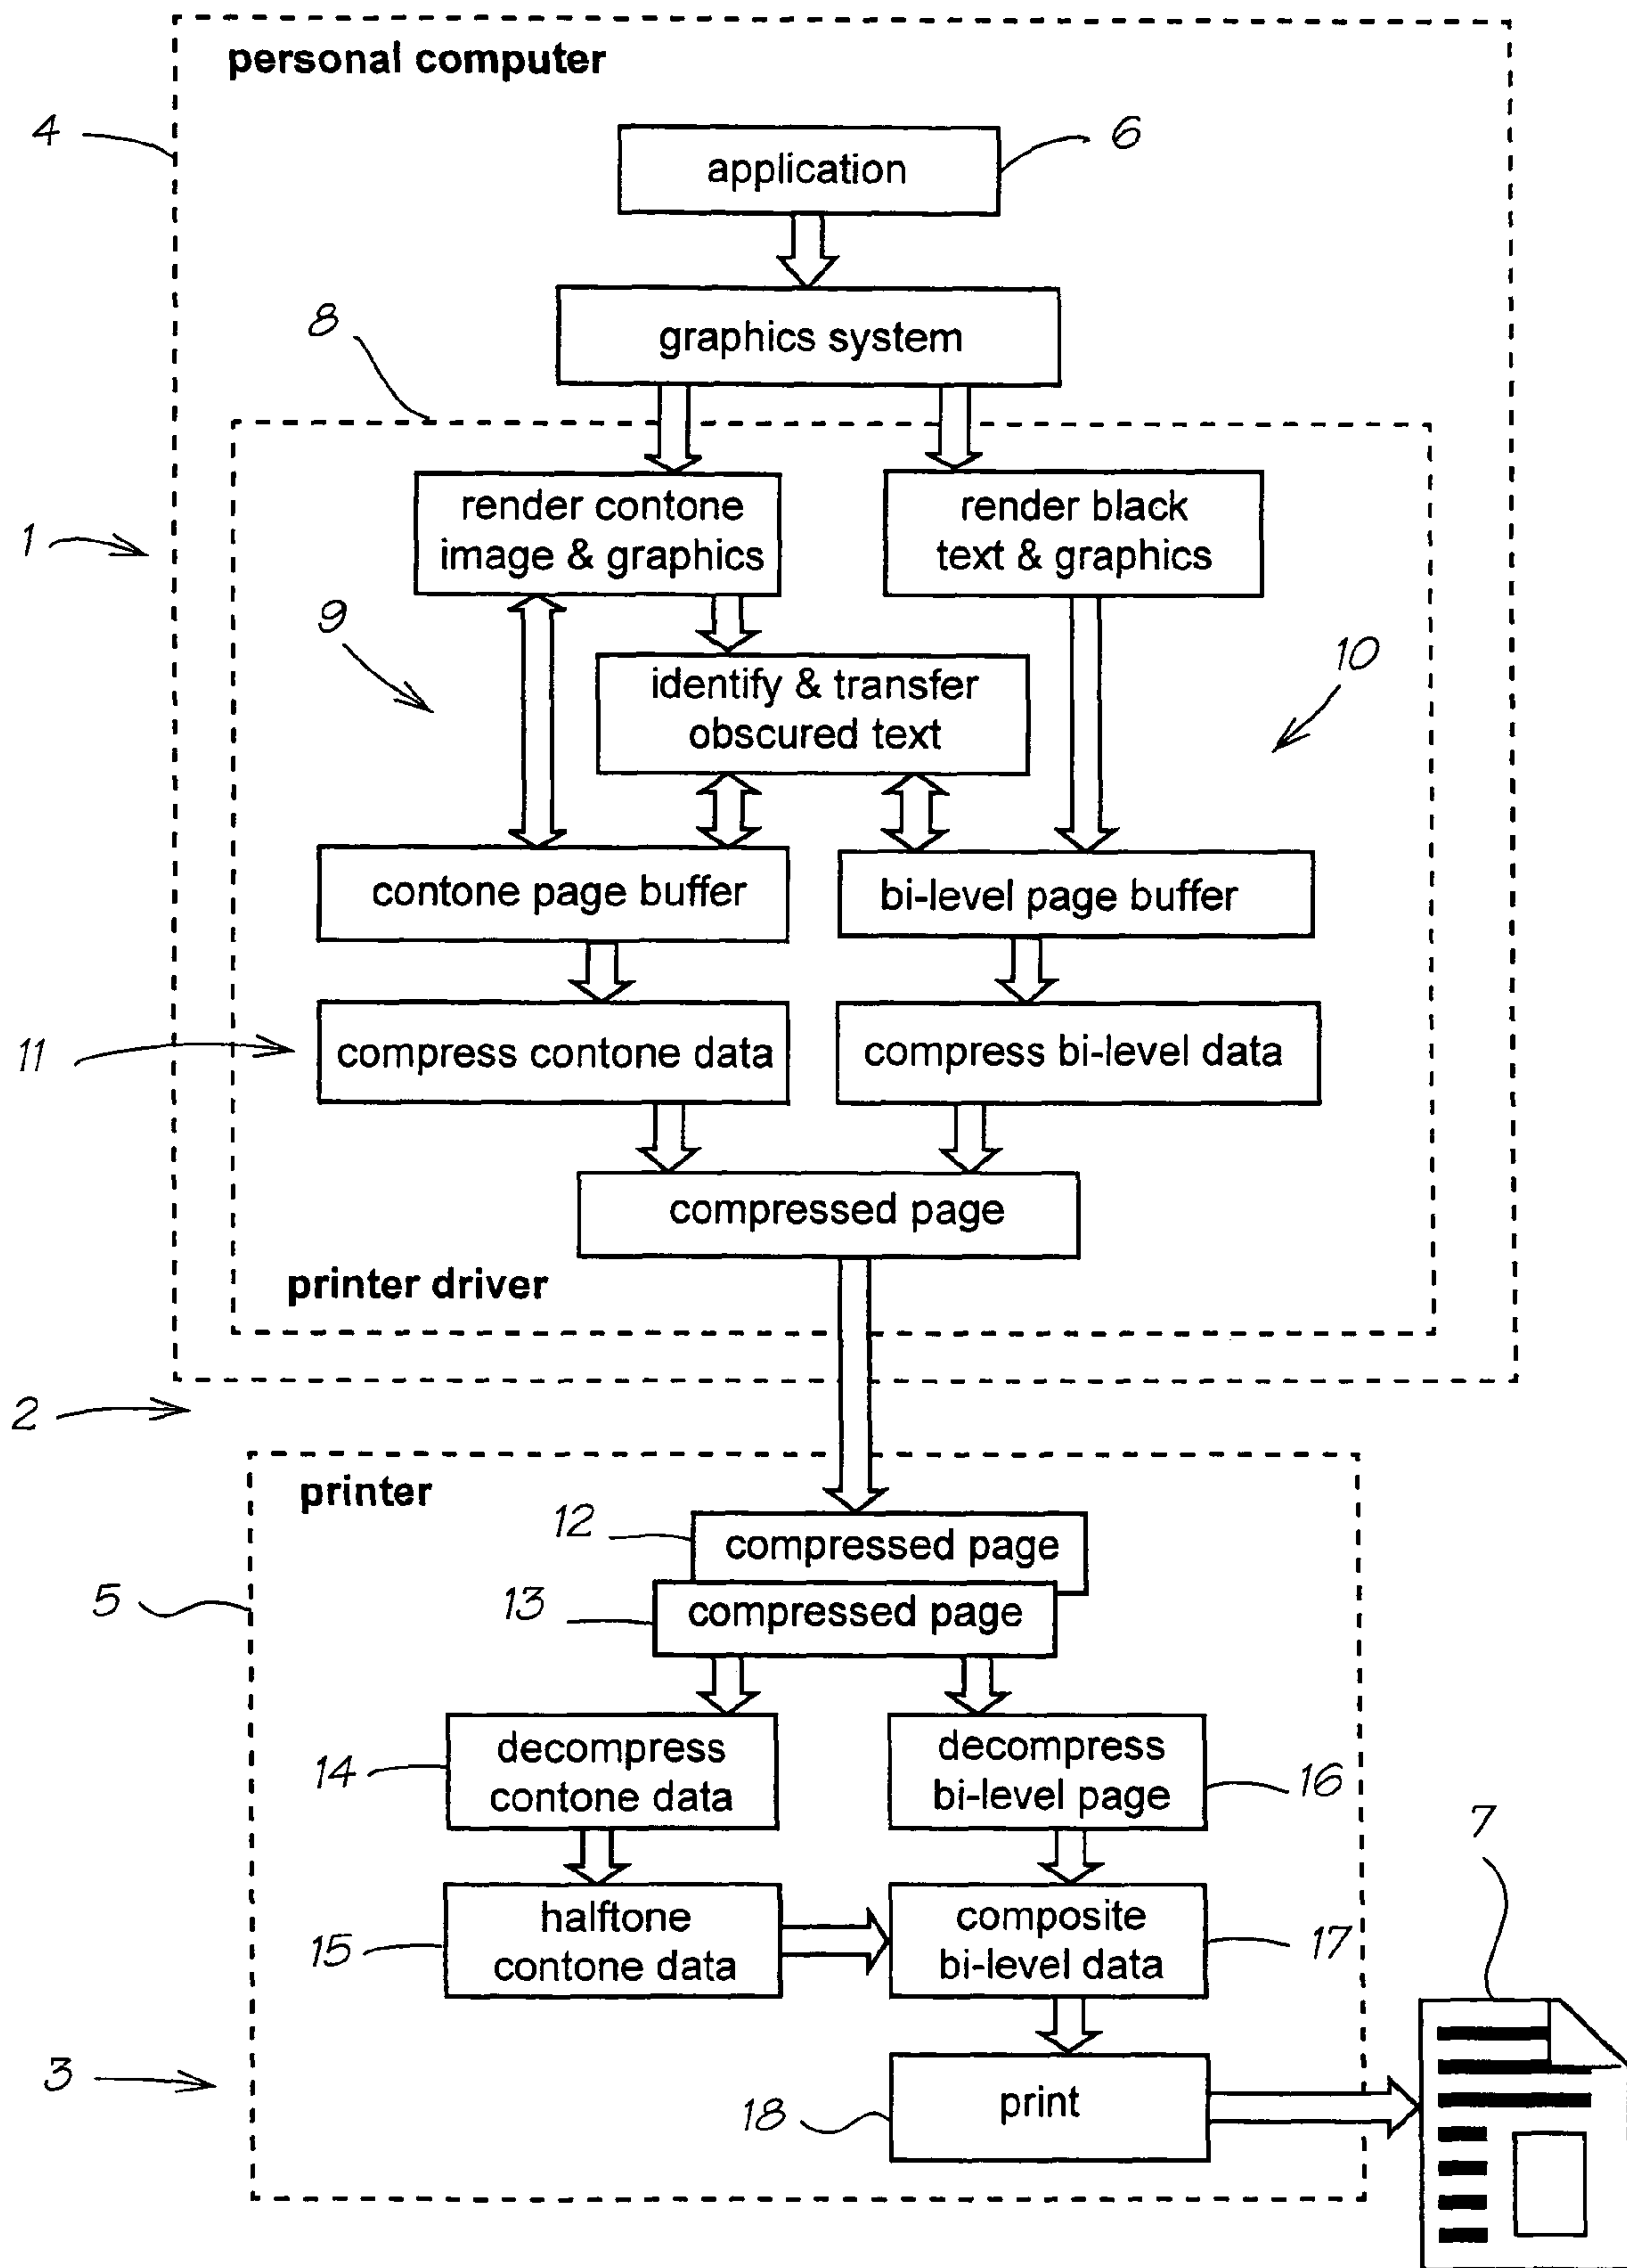 personal computer
4
6
application
8
graphics system
1
render contone
image & graphics
render black
text & graphics
9
10
identify & transfer
obscured text
contone page buffer
bi-level page buffer
11
compress contone data
compress bi-level data
compressed page
printer driver
2
printer
12
compressed page
5
13
compressed page
14
decompress
contone data
decompress
bi-level page
16
7
15
halftone
contone data
composite
bi-level data
17
3
18
print